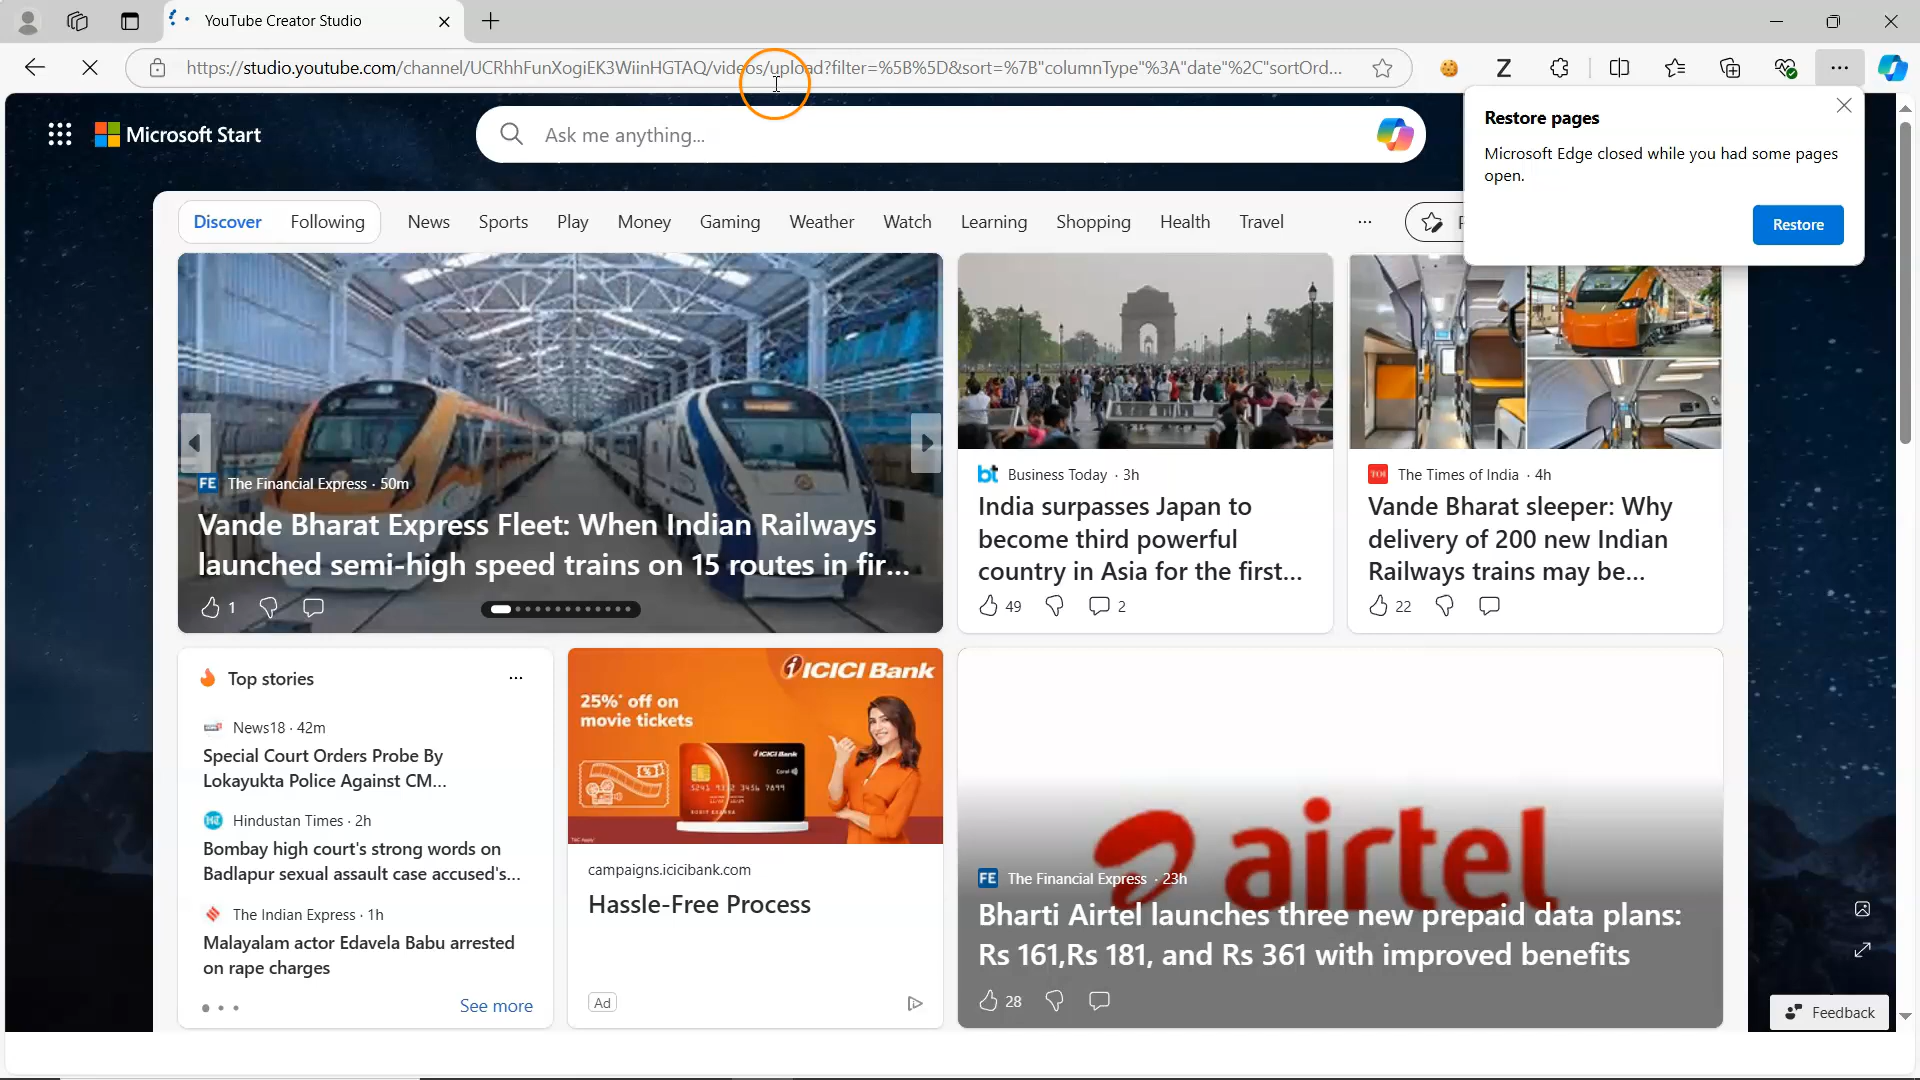 YouTube Creator Studio
https://studio.youtube.com/channel/UCRhhFunXogiEK3WiinHGTAQ/videos/upload?filter=%5B%5D&sort=%7B"columnType"%3A"date"%2C"sortOrd...
Restore pages
Microsoft Edge closed while you had some pages
open.
Restore
Microsoft Start
Ask me anything...
Discover
Following
News
Sports
Play
Money
Gaming
Weather
Watch
Learning
Shopping
Health
Travel
FE The Financial Express · 50m
Vande Bharat Express Fleet: When Indian Railways
launched semi-high speed trains on 15 routes in fir...
1
bt Business Today · 3h
India surpasses Japan to
become third powerful
country in Asia for the first...
49
2
TOI The Times of India · 4h
Vande Bharat sleeper: Why
delivery of 200 new Indian
Railways trains may be...
22
Top stories
News18 · 42m
Special Court Orders Probe By
Lokayukta Police Against CM...
HT Hindustan Times · 2h
Bombay high court's strong words on
Badlapur sexual assault case accused's...
The Indian Express · 1h
Malayalam actor Edavela Babu arrested
on rape charges
See more
ICICI Bank
25%* off on
movie tickets
ICICI Bank
campaigns.icicibank.com
Hassle-Free Process
Ad
airtel
FE The Financial Express · 23h
Bharti Airtel launches three new prepaid data plans:
Rs 161,Rs 181, and Rs 361 with improved benefits
28
Feedback